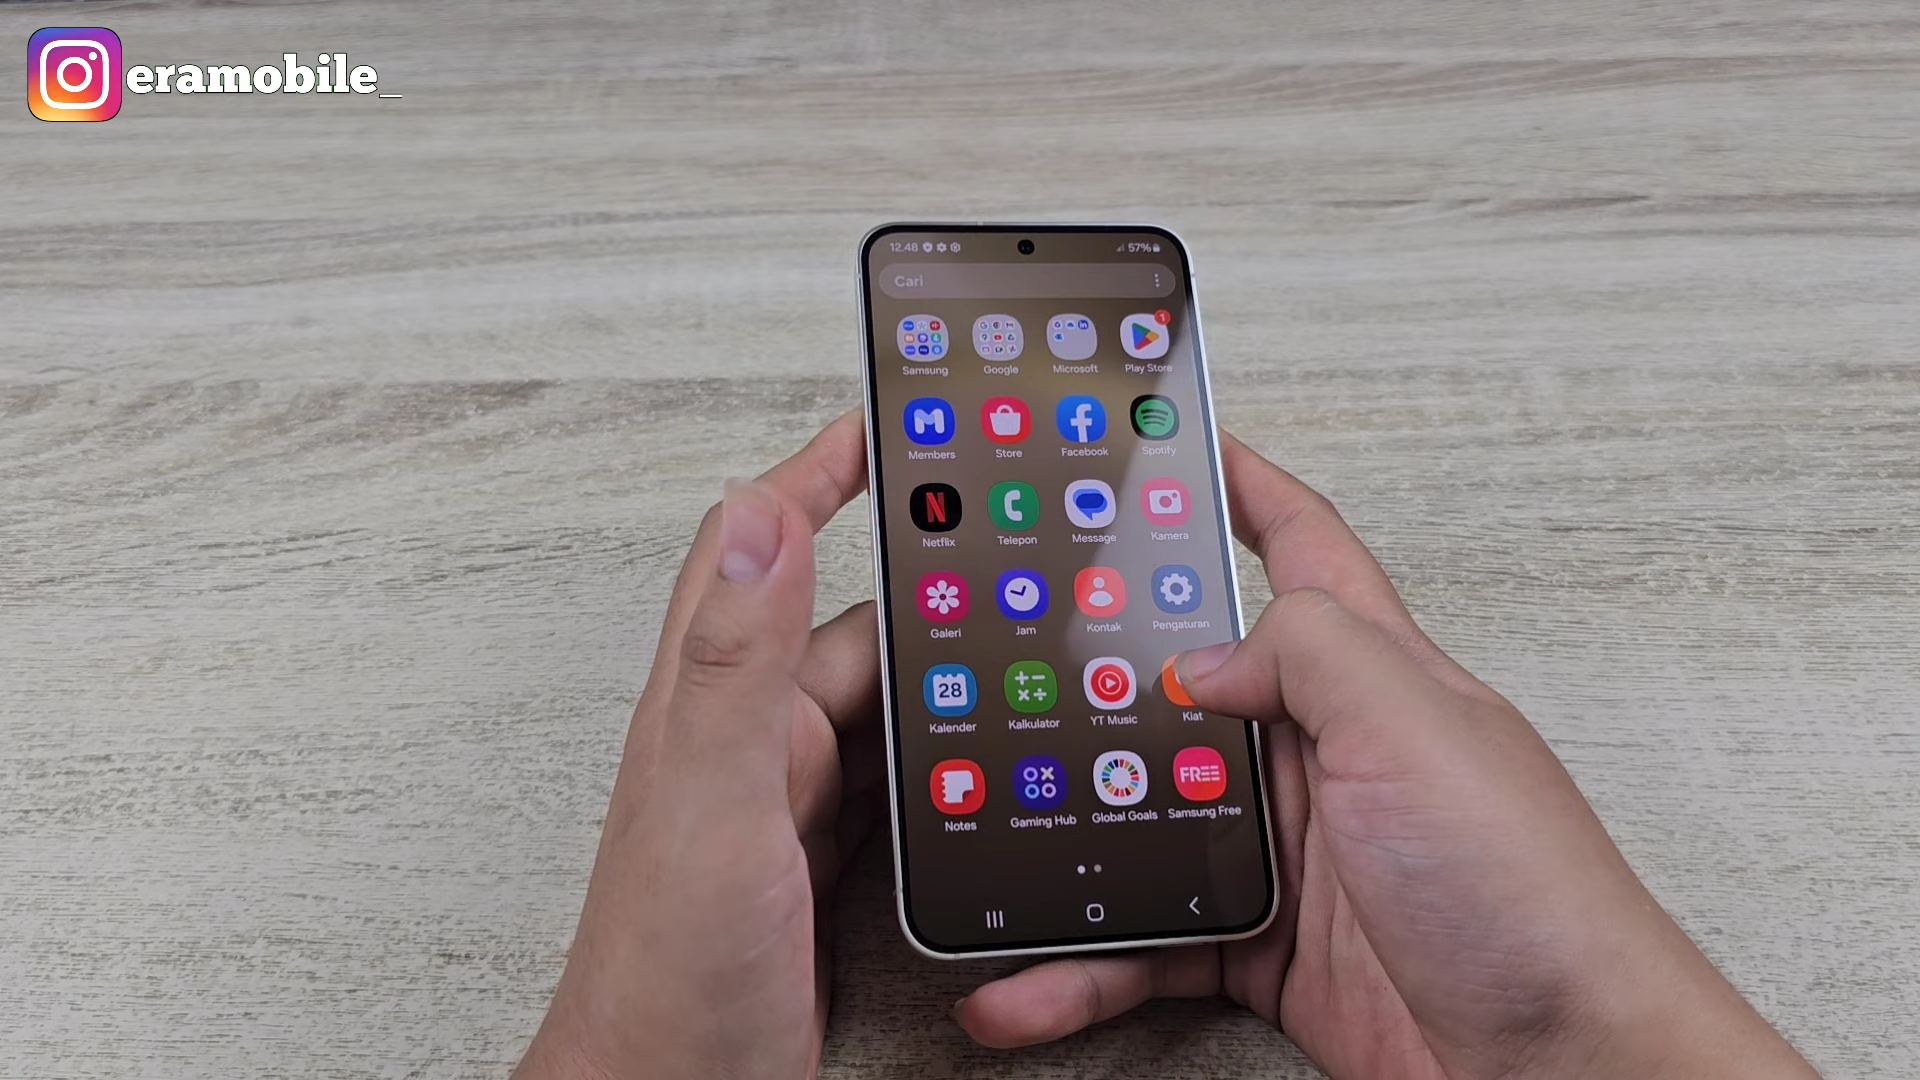 eramobile_
12.48 57%
Cari
1
Samsung Google Microsoft Play Store
Members Store Facebook Spotify
N
Netflix Telepon Message Kamera
Galeri Jam Kontak Pengaturan
28
Kalender Kalkulator YT Music Kiat
FREE
Notes Gaming Hub Global Goals Samsung Free